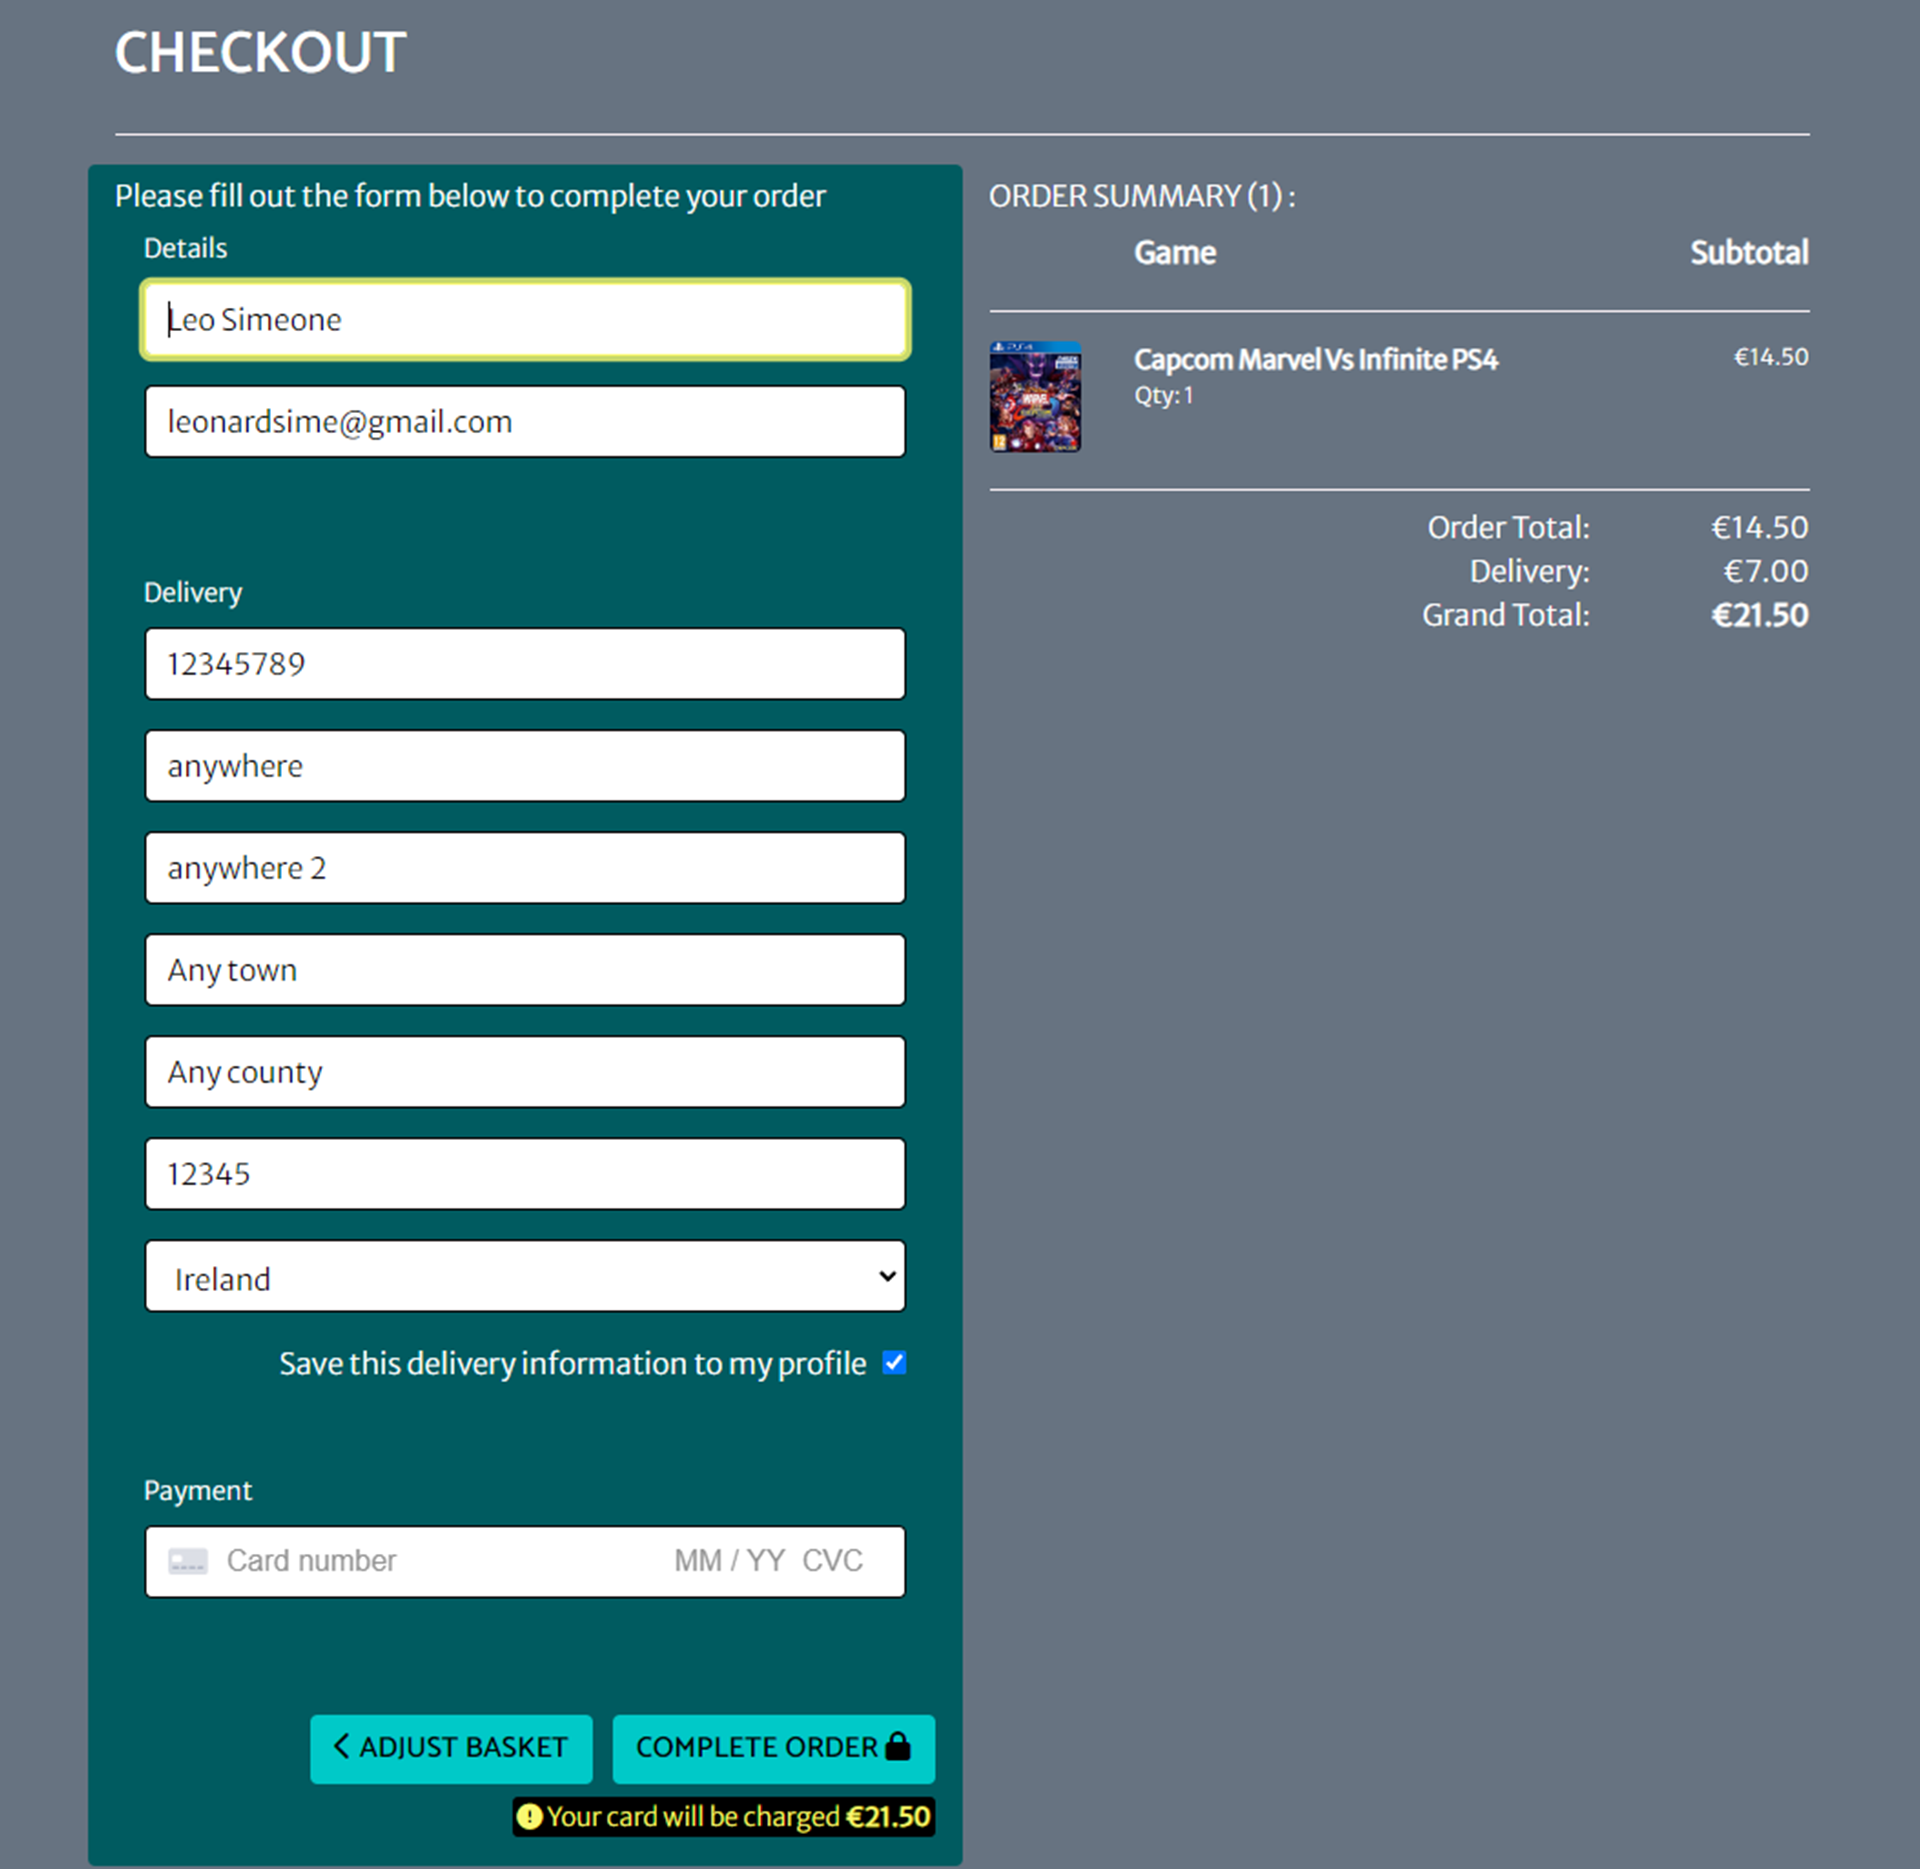 CHECKOUT
Please fill out the form below to complete your order
Details
Leo Simeone
leonardsime@gmail.com
Delivery
12345789
anywhere
anywhere 2
Any town
Any county
12345
Ireland
Save this delivery information to my profile
Payment
Card number MM / YY CVC
ADJUST BASKET
COMPLETE ORDER
Your card will be charged €21.50
ORDER SUMMARY (1) :
Game Subtotal
PS4
MARVEL
12
Capcom Marvel Vs Infinite PS4 €14.50
Qty: 1
Order Total: €14.50
Delivery: €7.00
Grand Total: €21.50